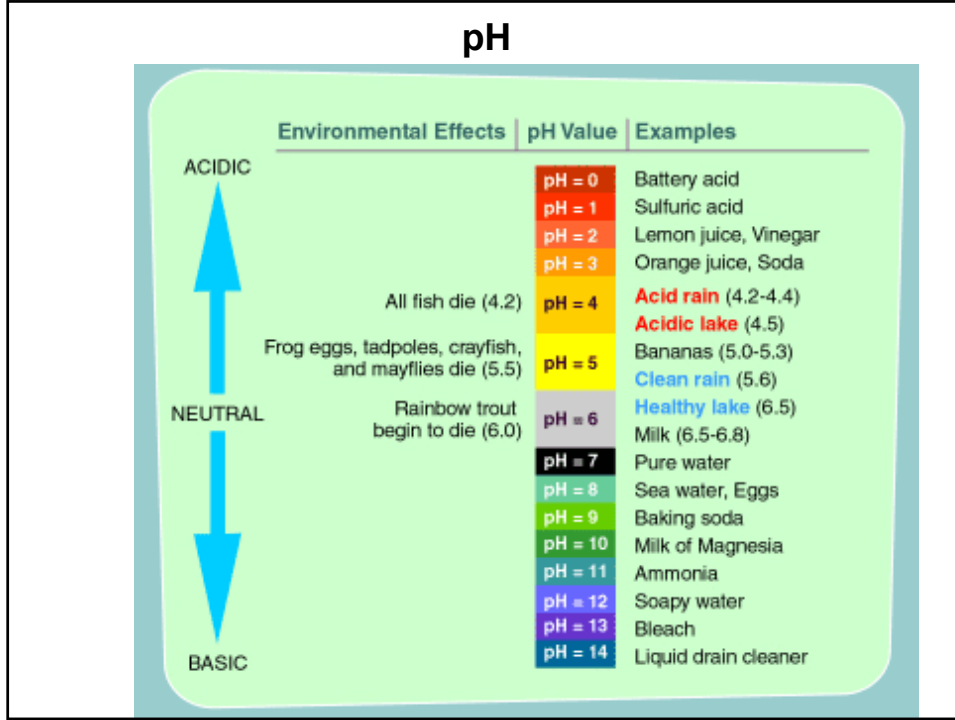 pH
Environmental Effects pH Value Examples
ACIDIC
pH = 0 Battery acid
pH = 1 Sulfuric acid
pH = 2 Lemon juice, Vinegar
pH = 3 Orange juice, Soda
All fish die (4.2) pH = 4 Acid rain (4.2-4.4)
Acidic lake (4.5)
Frog eggs, tadpoles, crayfish,
and mayflies die (5.5) pH = 5 Bananas (5.0-5.3)
Clean rain (5.6)
NEUTRAL
Rainbow trout
begin to die (6.0) pH = 6 Healthy lake (6.5)
Milk (6.5-6.8)
pH = 7 Pure water
pH = 8 Sea water, Eggs
pH = 9 Baking soda
pH = 10 Milk of Magnesia
pH = 11 Ammonia
pH = 12 Soapy water
pH = 13 Bleach
pH = 14 Liquid drain cleaner
BASIC